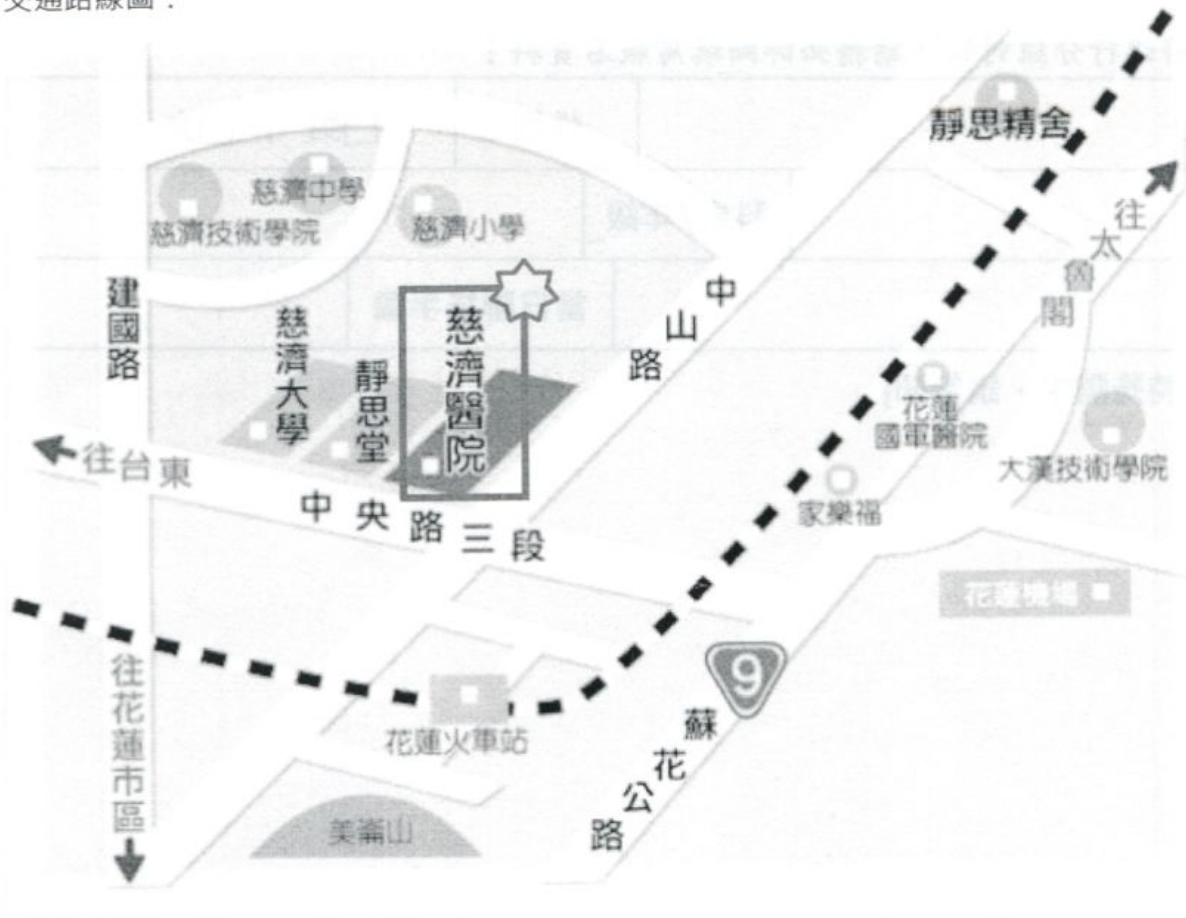 交通路線圖：
靜思精舍
慈濟中學
慈濟技術學院
慈濟小學
往太魯閣
建國路
中山路
慈濟大學
靜思堂
慈濟醫院
花蓮
國軍醫院
大漢技術學院
往台東
中央路三段
家樂福
花蓮機場
9
往花蓮市區
花蓮火車站
蘇花公路
美崙山